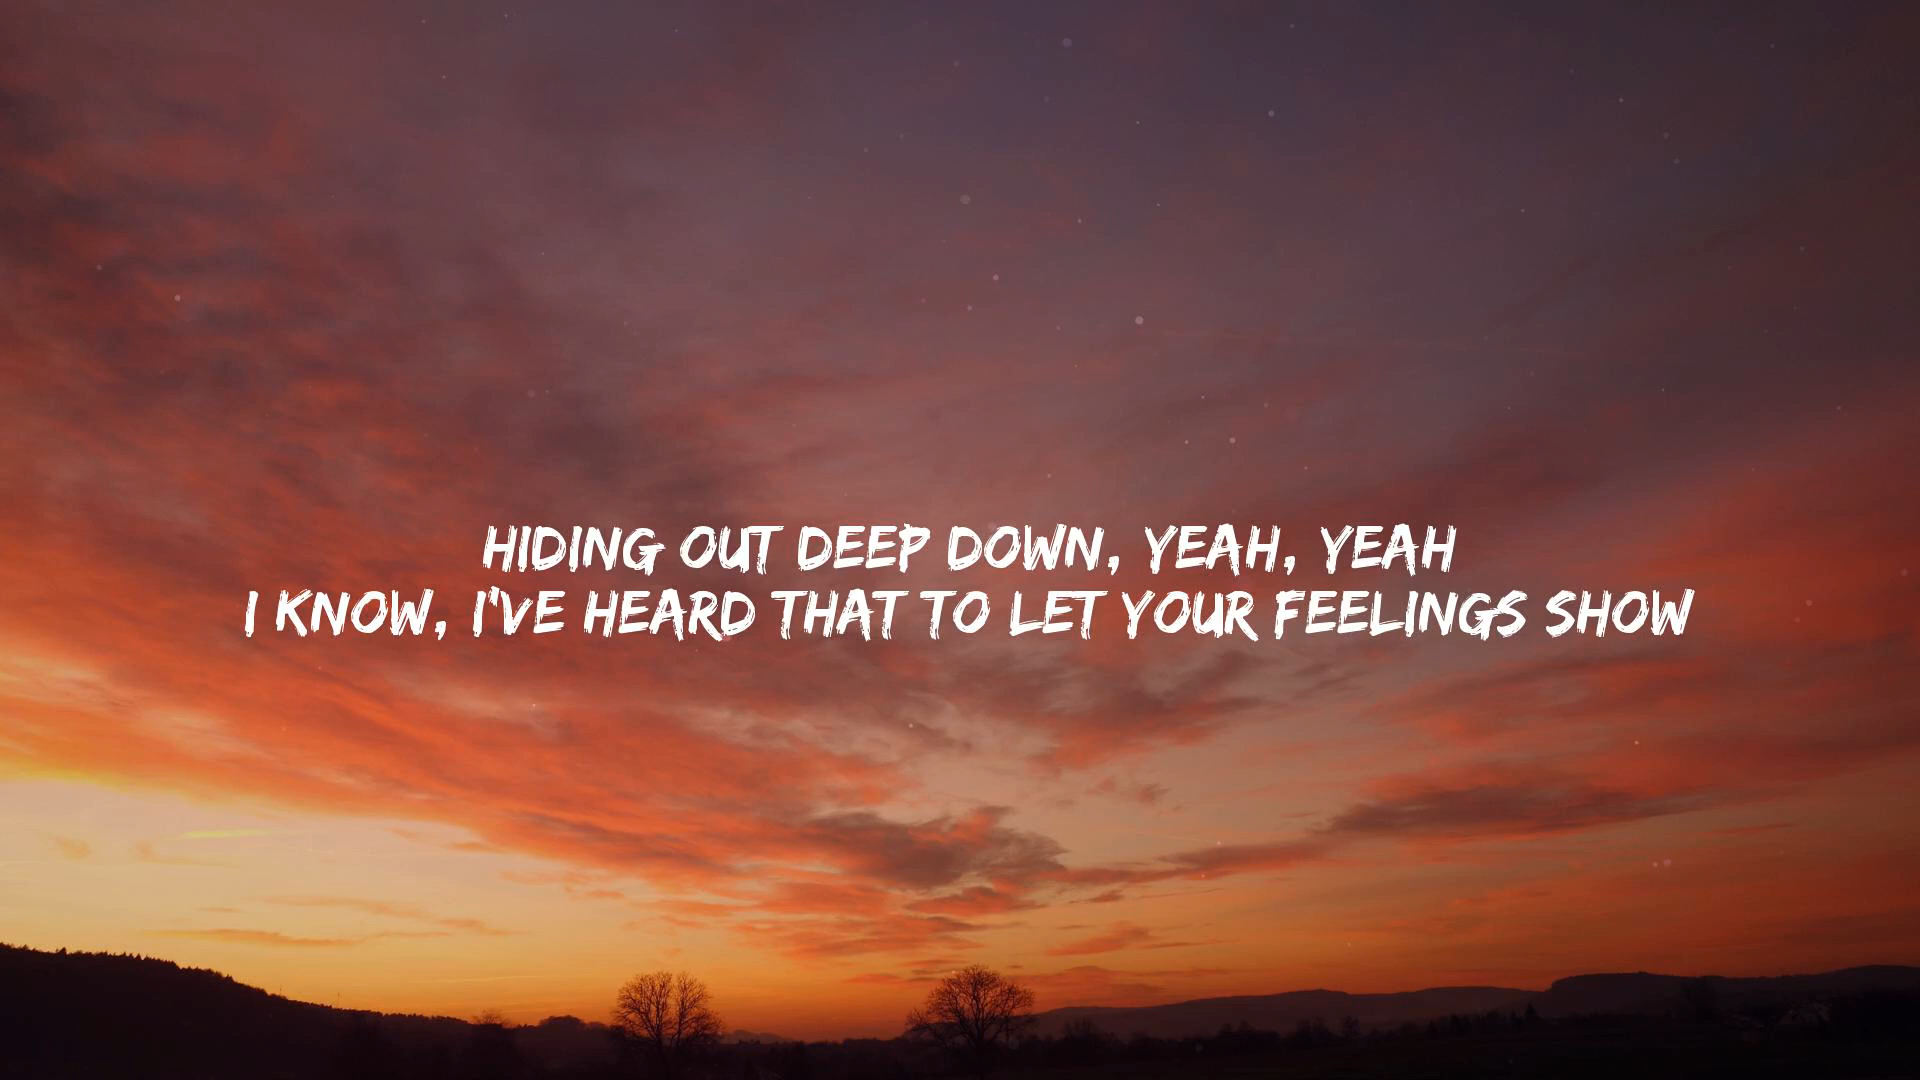 HIDING OUT DEEP DOWN, YEAH, YEAH
I KNOW, I'VE HEARD THAT TO LET YOUR FEELINGS SHOW